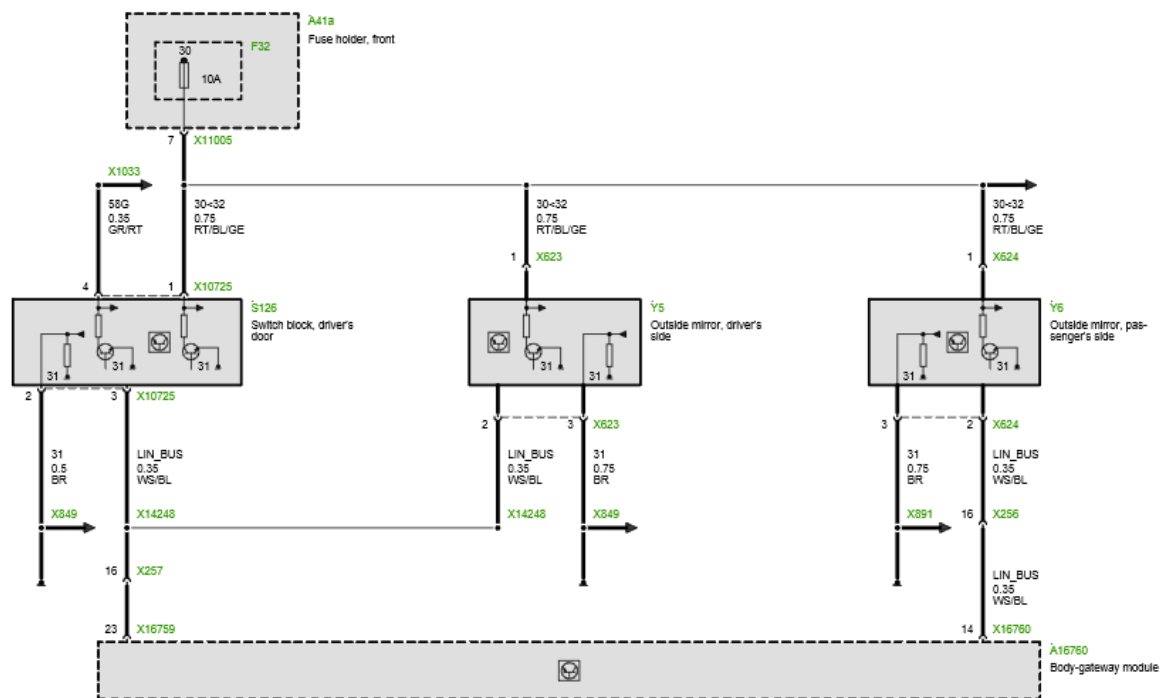 A41a
Fuse holder, front
F32
30
10A
7 X11005
X1033
58G
0.35
GR/RT
30<32
0.75
RT/BL/GE
30<32
0.75
RT/BL/GE
30<32
0.75
RT/BL/GE
4 1 X10725
1 X623
1 X624
S126
Switch block, driver's
door
31 31 31
Y5
Outside mirror, driver's
side
31 31
Y6
Outside mirror, pas-
senger's side
31 31
2 3 X10725
2 3 X623
3 2 X624
31
0.5
BR
LIN_BUS
0.35
WS/BL
LIN_BUS
0.35
WS/BL
31
0.75
BR
31
0.75
BR
LIN_BUS
0.35
WS/BL
X849 X14248 X14248 X849 X891 16 X256
16 X257
LIN_BUS
0.35
WS/BL
23 X16759
14 X16760
A16760
Body-gateway module